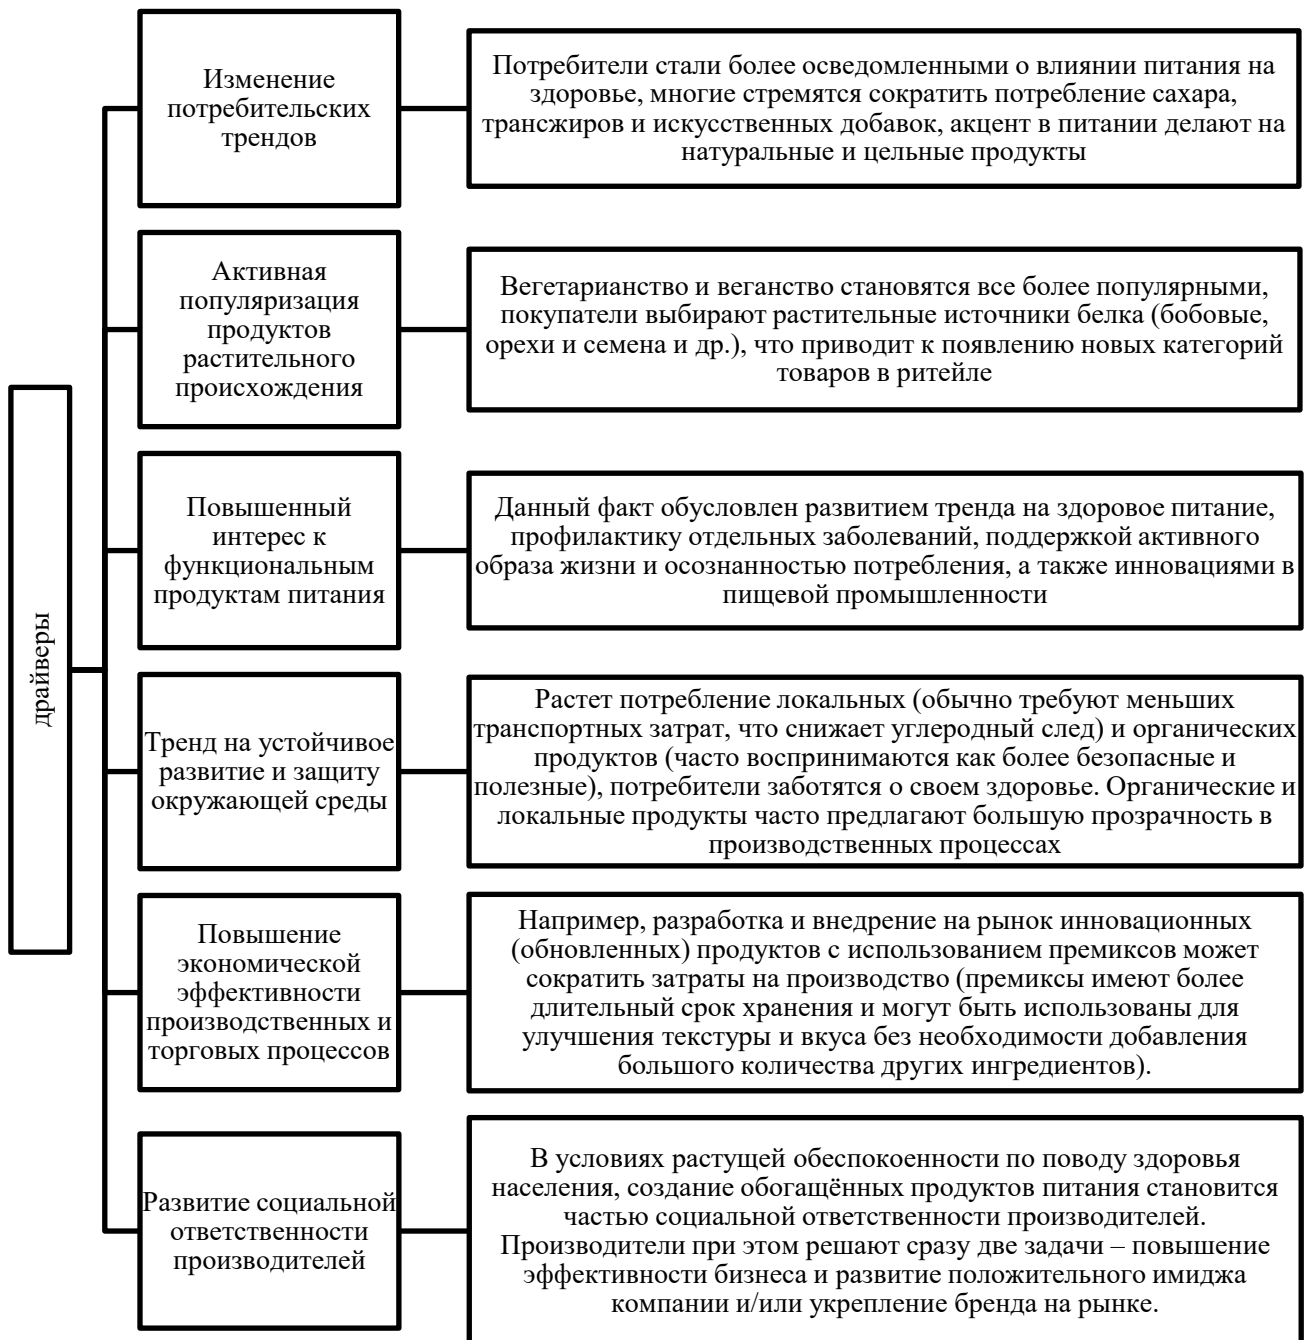 драйверы
Изменение
потребительских
трендов
Потребители стали более осведомленными о влиянии питания на
здоровье, многие стремятся сократить потребление сахара,
трансжиров и искусственных добавок, акцент в питании делают на
натуральные и цельные продукты
Активная
популяризация
продуктов
растительного
происхождения
Вегетарианство и веганство становятся все более популярными,
покупатели выбирают растительные источники белка (бобовые,
орехи и семена и др.), что приводит к появлению новых категорий
товаров в ритейле
Повышенный
интерес к
функциональным
продуктам питания
Данный факт обусловлен развитием тренда на здоровое питание,
профилактику отдельных заболеваний, поддержкой активного
образа жизни и осознанностью потребления, а также инновациями в
пищевой промышленности
Тренд на устойчивое
развитие и защиту
окружающей среды
Растет потребление локальных (обычно требуют меньших
транспортных затрат, что снижает углеродный след) и органических
продуктов (часто воспринимаются как более безопасные и
полезные), потребители заботятся о своем здоровье. Органические и
локальные продукты часто предлагают большую прозрачность в
производственных процессах
Повышение
экономической
эффективности
производственных и
торговых процессов
Например, разработка и внедрение на рынок инновационных
(обновленных) продуктов с использованием премиксов может
сократить затраты на производство (премиксы имеют более
длительный срок хранения и могут быть использованы для
улучшения текстуры и вкуса без необходимости добавления
большого количества других ингредиентов).
Развитие социальной
ответственности
производителей
В условиях растущей обеспокоенности по поводу здоровья
населения, создание обогащённых продуктов питания становится
частью социальной ответственности производителей.
Производители при этом решают сразу две задачи – повышение
эффективности бизнеса и развитие положительного имиджа
компании и/или укрепление бренда на рынке.